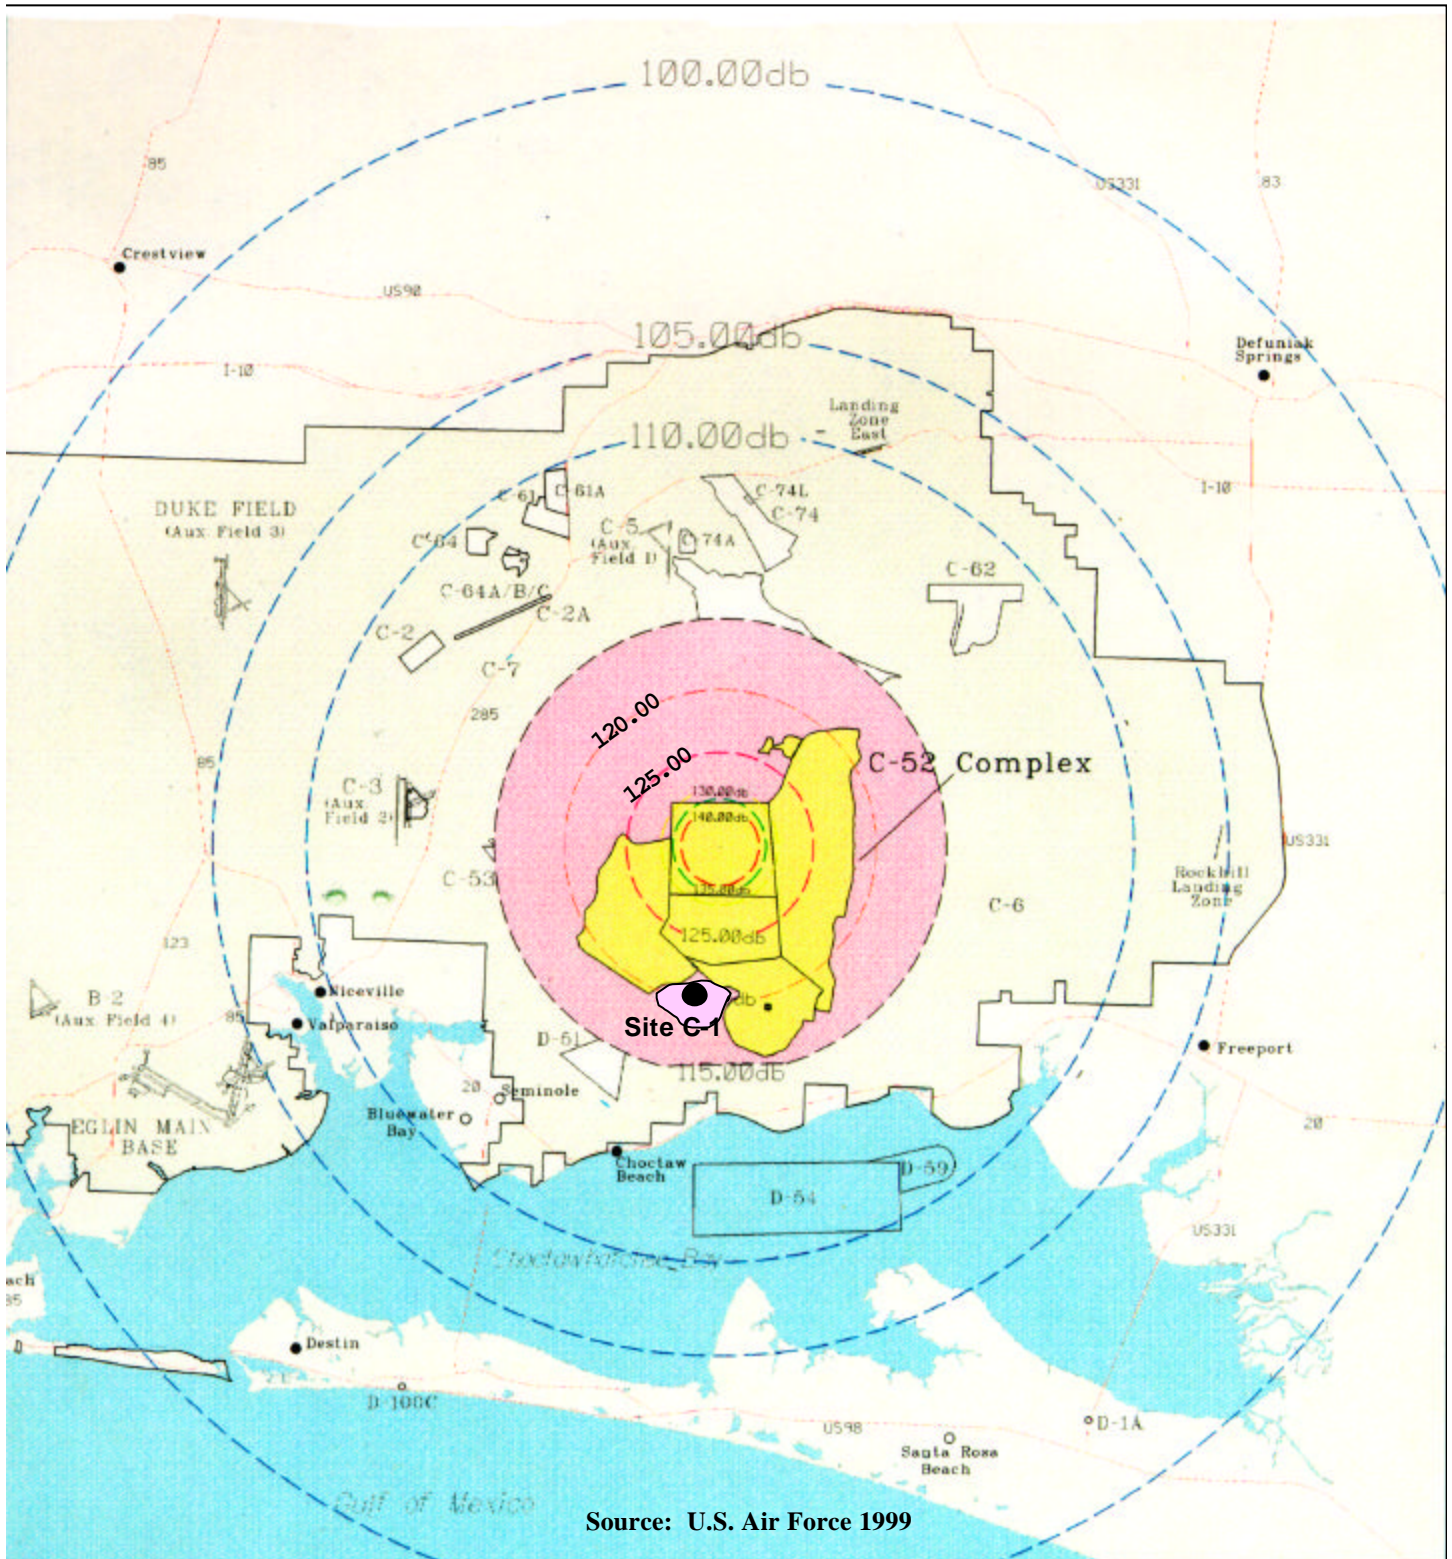 100.00db
85
US331
83
Crestview
US90
105.00db
Defuniak
Springs
I-10
Landing
Zone
East
110.00db
I-10
C-61
C-61A
C-74L
C-74
DUKE FIELD
(Aux. Field 3)
C-5
(Aux.
Field 1)
C-74A
C-64
C-62
C-64A/B/C
C-2A
C-2
C-7
285
120.00
125.00
C-52 Complex
85
C-3
(Aux.
Field 2)
130.00db
140.00db
US331
C-53
135.00db
Rockhill
Landing
Zone
C-6
125.00db
123
Niceville
B-2
(Aux. Field 4)
85
Valparaiso
db
Site C-1
D-51
Freeport
115.00db
20
Seminole
Bluewater
Bay
20
EGLIN MAIN
BASE
Choctaw
Beach
D-59
D-54
US331
Choctawhatchee Bay
ach
85
Destin
D-100C
US98
D-1A
Santa Rosa
Beach
Gulf of Mexico
Source: U.S. Air Force 1999